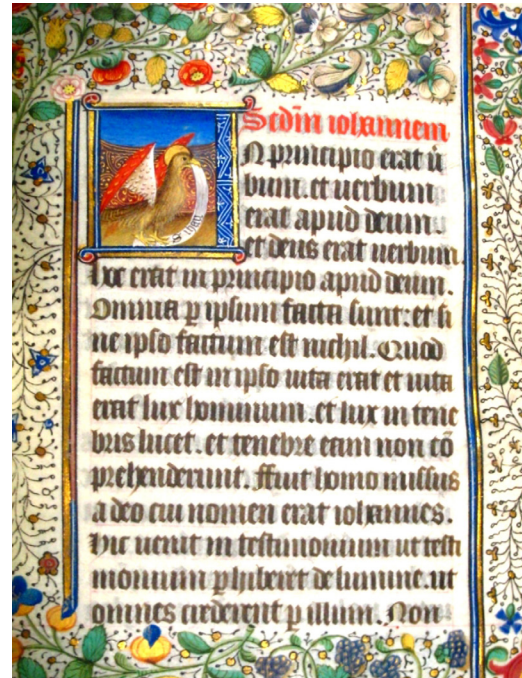 Scd'm iohannem
N principio erat ū
bum. et uerbum
erat apud deum.
et deus erat uerbum
hoc erat in principio apud deum.
Omnia p ipsum facta sunt: et si
ne ipso factum est nichil. Quod
factum est in ipso uita erat et uita
erat lux hominum. et lux in tene
bris lucet. et tenebre eam non cō
prehenderunt. ffuit homo missus
a deo cui nomen erat iohannes.
hic uenit in testimonium ut testi
monium phiberet de lumine. ut
omnes crederent p illum. Non